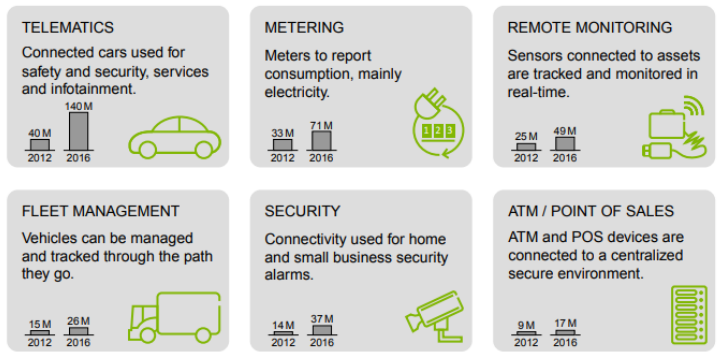 TELEMATICS
Connected cars used for
safety and security, services
and infotainment.
140 M
40 M
2012 2016
METERING
Meters to report
consumption, mainly
electricity.
71 M
33 M
2012 2016
1 2 3
REMOTE MONITORING
Sensors connected to assets
are tracked and monitored in
real-time.
49 M
25 M
2012 2016
FLEET MANAGEMENT
Vehicles can be managed
and tracked through the path
they go.
15 M 26 M
2012 2016
SECURITY
Connectivity used for home
and small business security
alarms.
37 M
14 M
2012 2016
ATM / POINT OF SALES
ATM and POS devices are
connected to a centralized
secure environment.
9 M 17 M
2012 2016